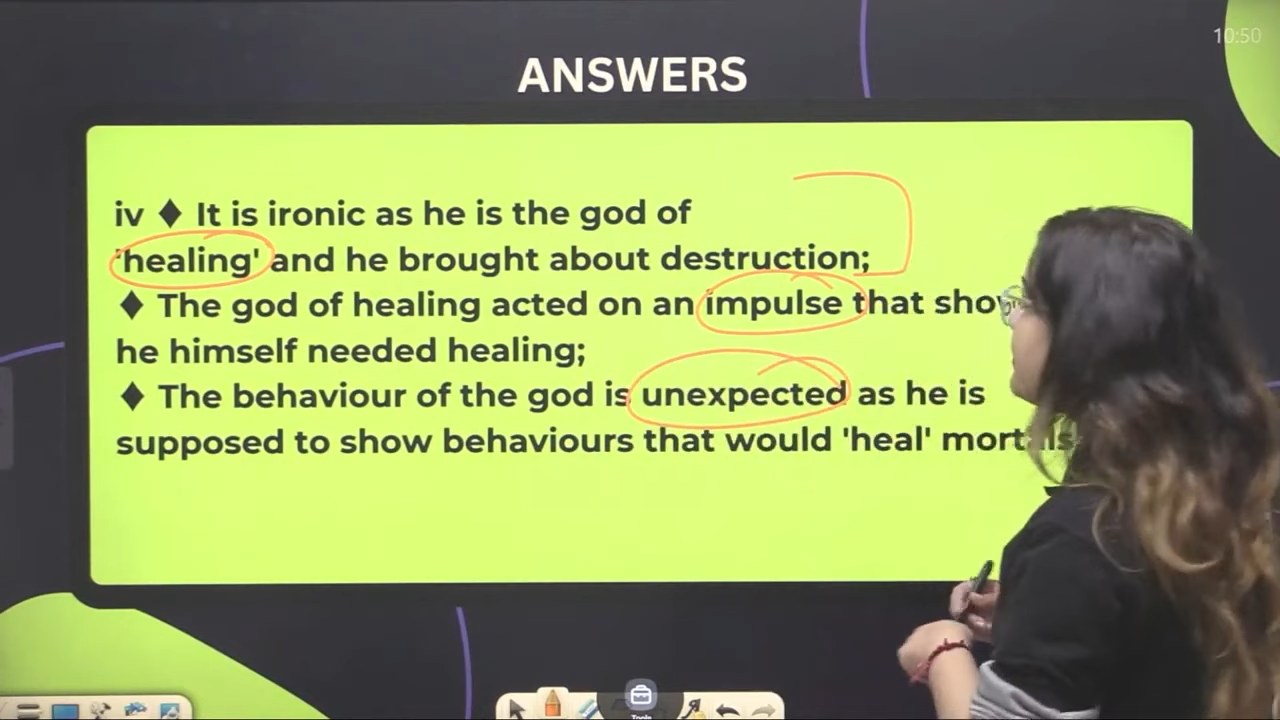 10:50
ANSWERS
iv ♦ It is ironic as he is the god of
'healing' and he brought about destruction;
♦ The god of healing acted on an impulse that
he himself needed healing;
♦ The behaviour of the god is unexpected as he is
supposed to show behaviours that would 'heal' mortals
Tools